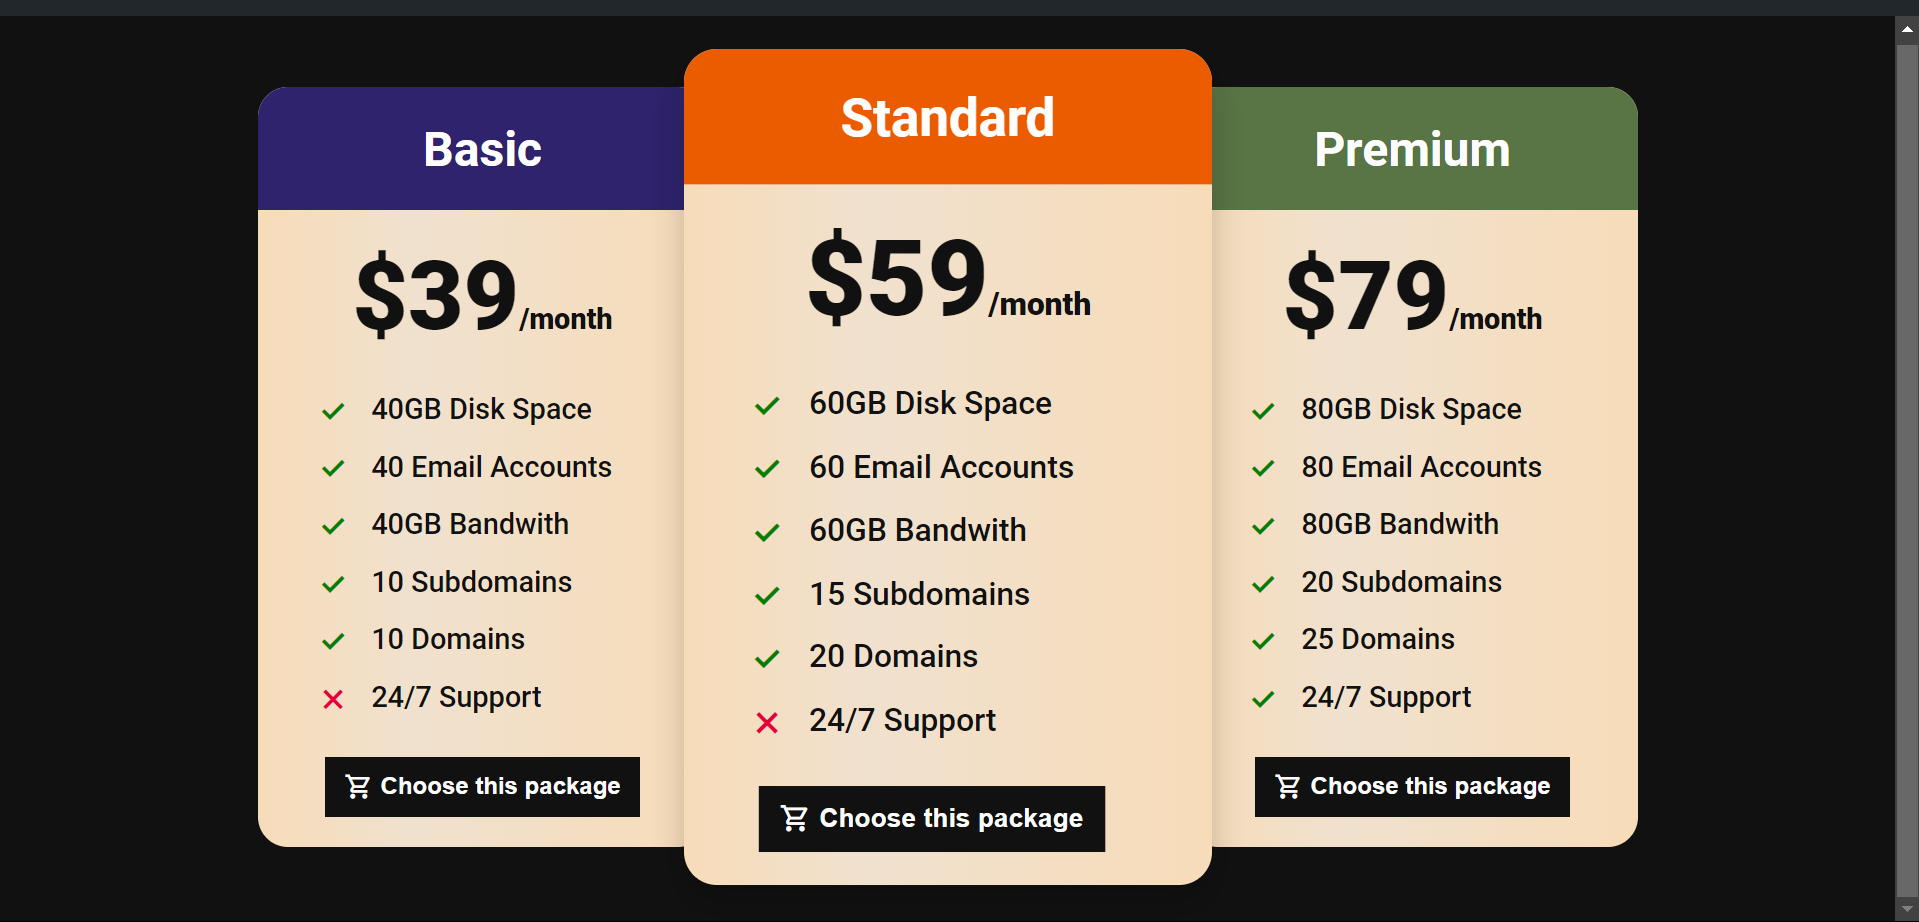 Basic
$39/month
40GB Disk Space
40 Email Accounts
40GB Bandwith
10 Subdomains
10 Domains
24/7 Support
Choose this package
Standard
$59/month
60GB Disk Space
60 Email Accounts
60GB Bandwith
15 Subdomains
20 Domains
24/7 Support
Choose this package
Premium
$79/month
80GB Disk Space
80 Email Accounts
80GB Bandwith
20 Subdomains
25 Domains
24/7 Support
Choose this package